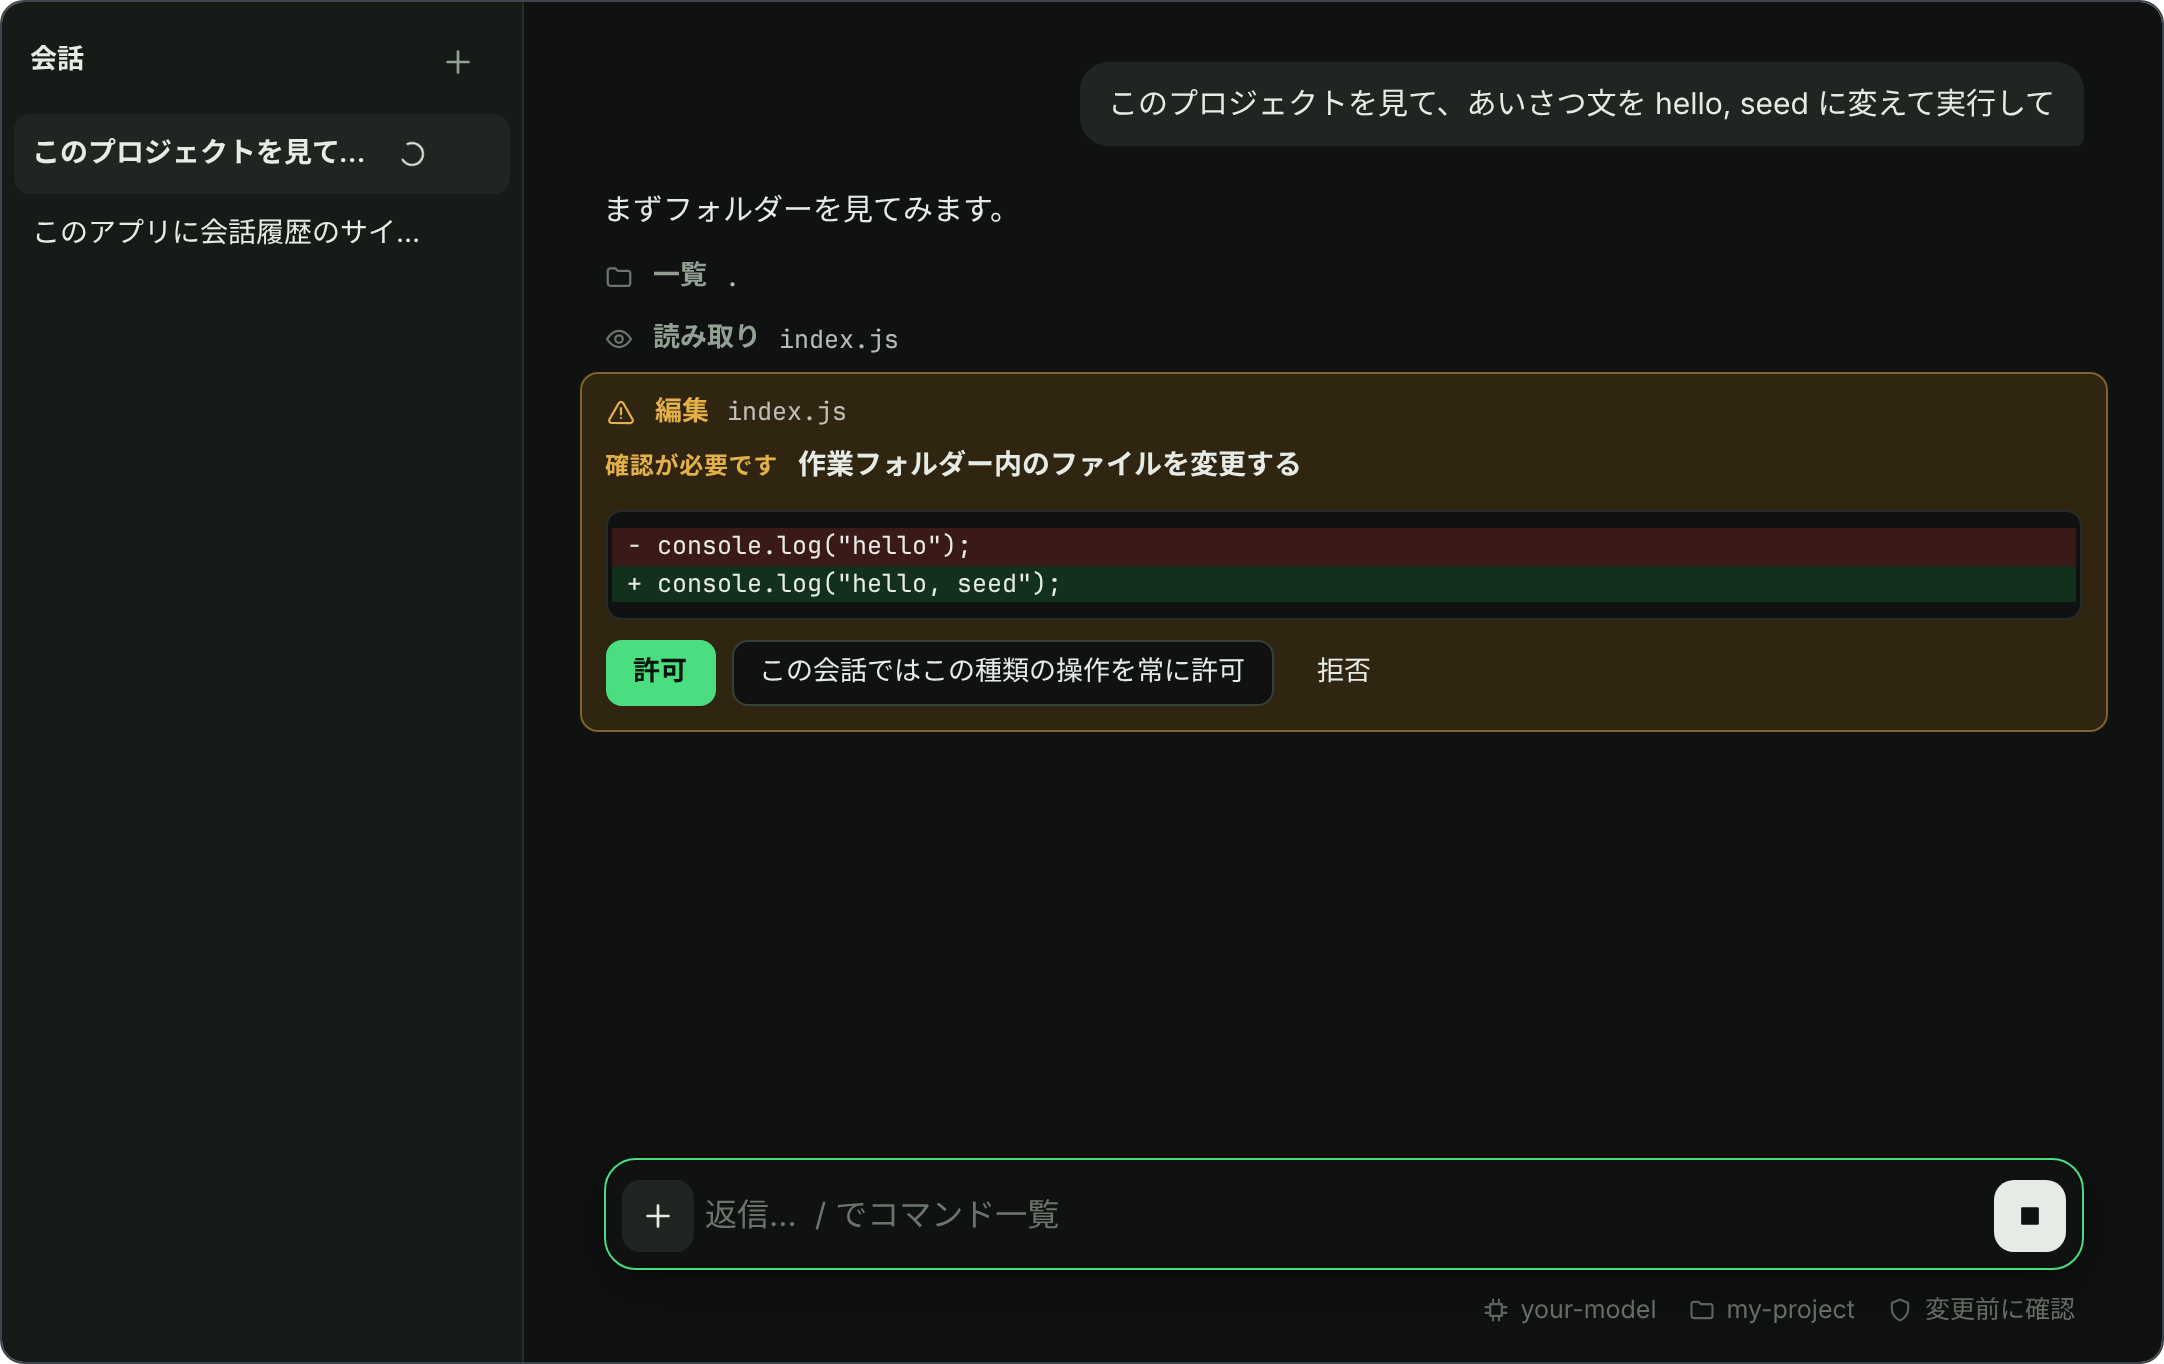 会話
このプロジェクトを見て...
このアプリに会話履歴のサイ...
このプロジェクトを見て、あいさつ文を hello, seed に変えて実行して
まずフォルダーを見てみます。
一覧 .
読み取り index.js
編集 index.js
確認が必要です 作業フォルダー内のファイルを変更する
- console.log("hello");
+ console.log("hello, seed");
許可 この会話ではこの種類の操作を常に許可 拒否
返信... / でコマンド一覧
your-model my-project 変更前に確認